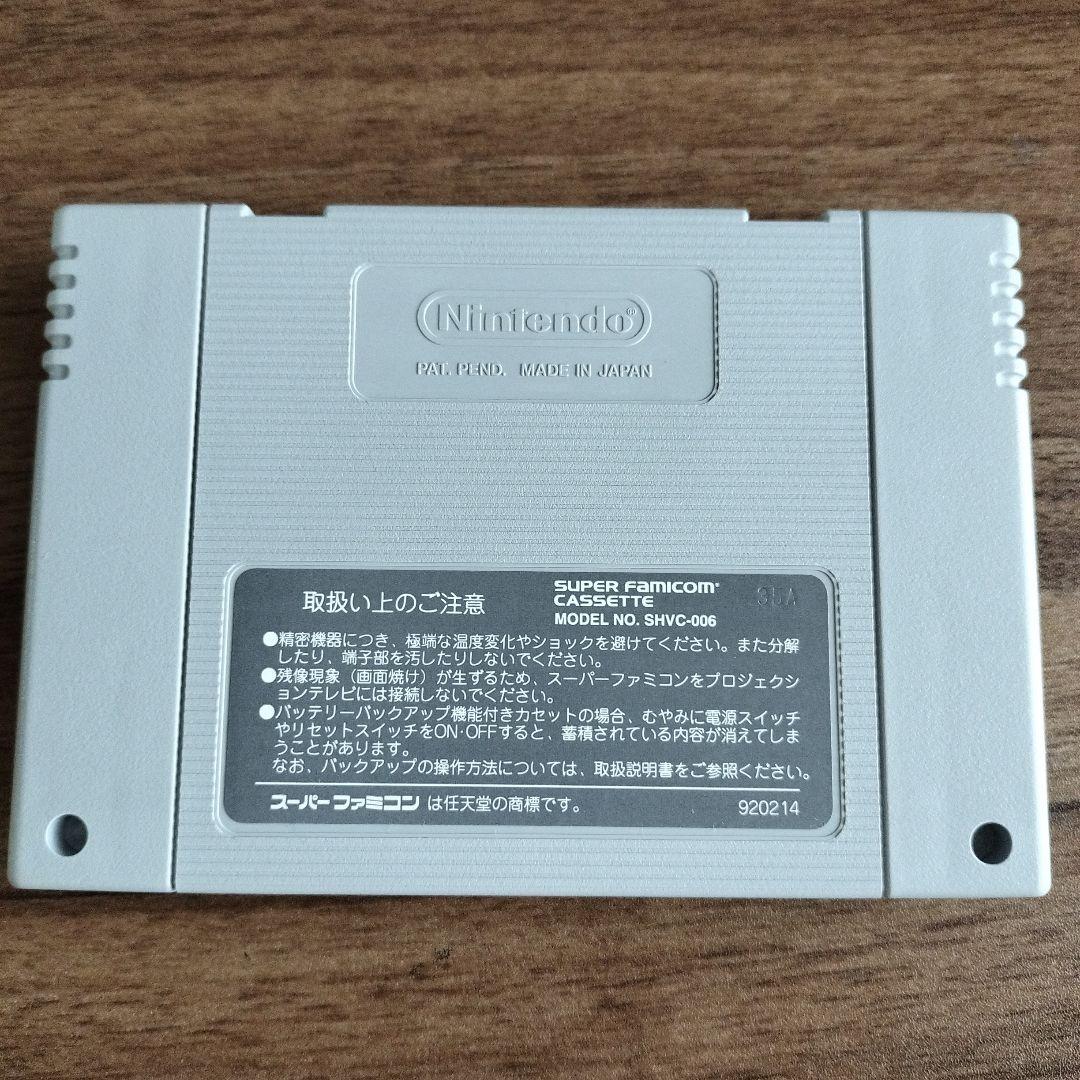 Nintendo®
PAT. PEND. MADE IN JAPAN
取扱い上のご注意
SUPER Famicom®
CASSETTE
MODEL NO. SHVC-006
35A
●精密機器につき、極端な温度変化やショックを避けてください。また分解
したり、端子部を汚したりしないでください。
●残像現象（画面焼け）が生ずるため、スーパーファミコンをプロジェクシ
ョンテレビには接続しないでください。
●バッテリーバックアップ機能付きカセットの場合、むやみに電源スイッチ
やリセットスイッチをON・OFFすると、蓄積されている内容が消えてしま
うことがあります。
なお、バックアップの操作方法については、取扱説明書をご参照ください。
スーパーファミコン は任天堂の商標です。
920214